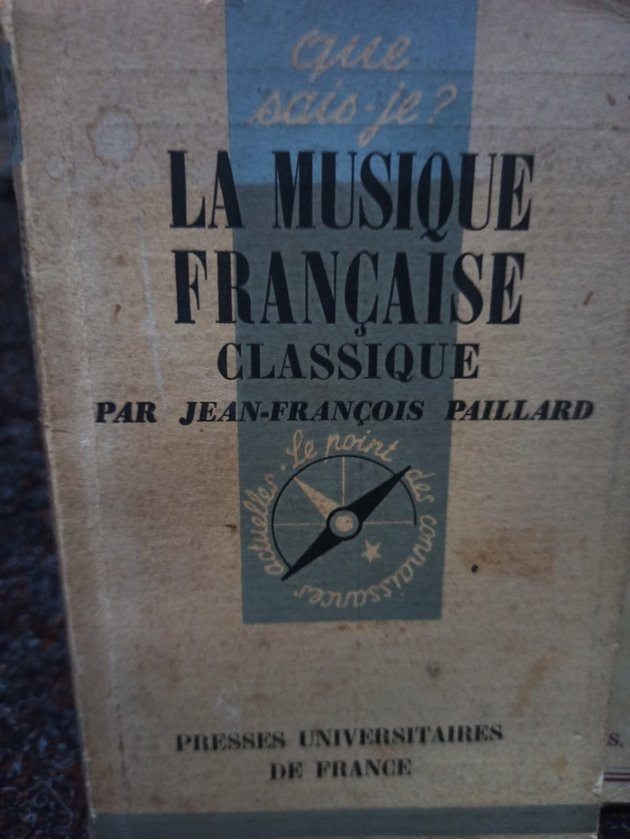 que
sais-je?
LA MUSIQUE
FRANÇAISE
CLASSIQUE
PAR JEAN-FRANÇOIS PAILLARD
Le point des connaissances actuelles.
PRESSES UNIVERSITAIRES
DE FRANCE
S.